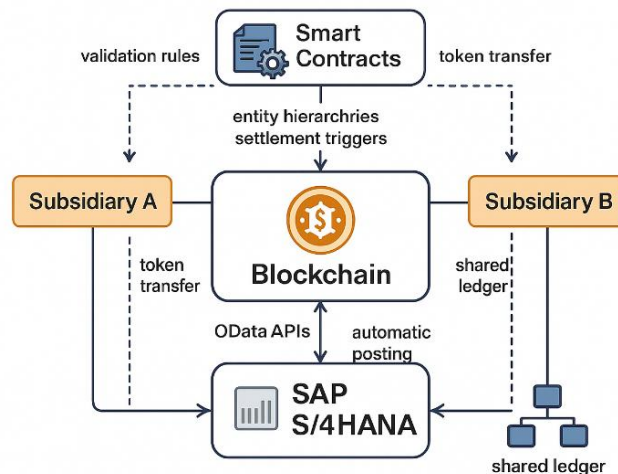 Smart
Contracts
validation rules
token transfer
entity hierarchies
settlement triggers
Subsidiary A
Subsidiary B
$
Blockchain
token
transfer
shared
ledger
OData APIs
automatic
posting
SAP
S/4HANA
shared ledger